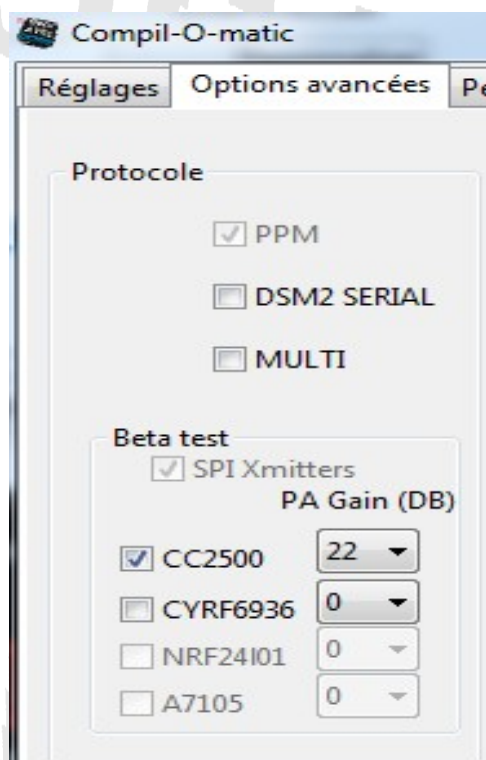 Compil-O-matic
Réglages Options avancées
Protocole
PPM
DSM2 SERIAL
MULTI
Beta test
SPI Xmitters
PA Gain (DB)
CC2500 22
CYRF6936 0
NRF24l01 0
A7105 0